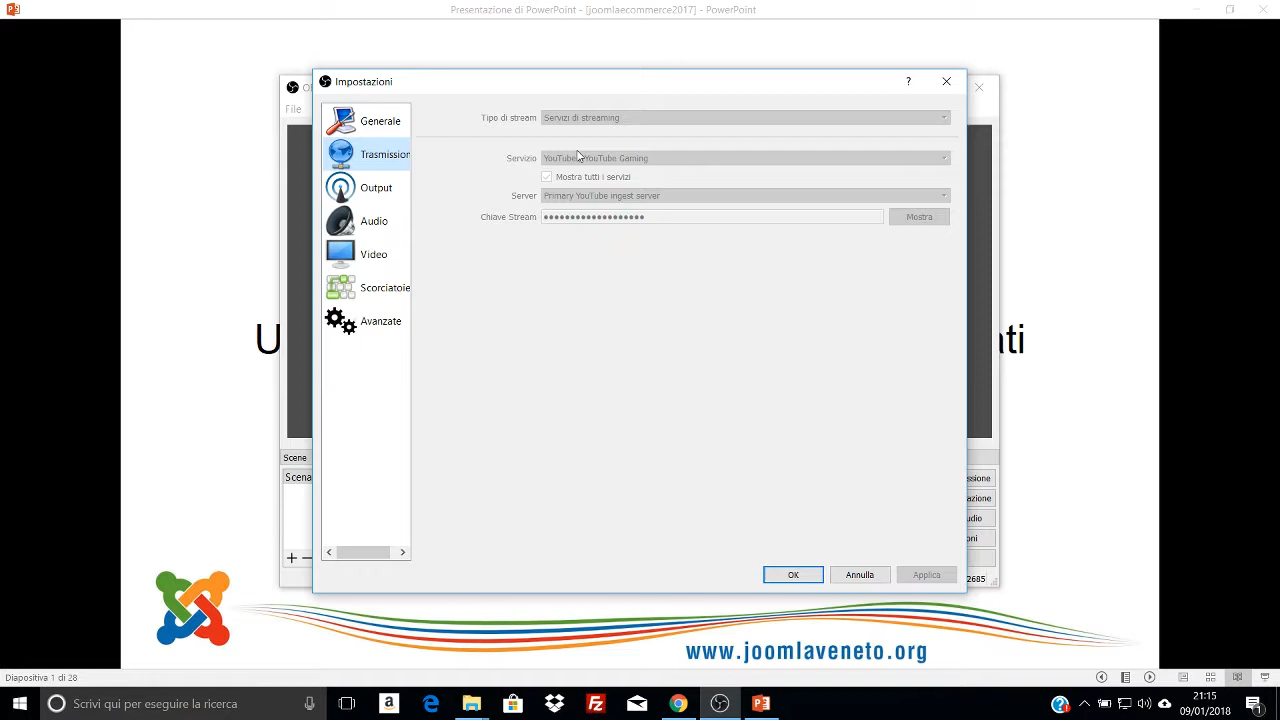 Presentazione di PowerPoint - [joomlaecommerce2017] - PowerPoint
Impostazioni
?
File
Generale
Trasmission
Output
Audio
Video
Scorciatoie
Avanzate
Tipo di stream
Servizi di streaming
Servizio
YouTube YouTube Gaming
Mostra tutti i servizi
Server
Primary YouTube ingest server
Chiave Stream
●●●●●●●●●●●●●●●●●●●
Mostra
U
ati
Scene
Scena
ssione
azione
udio
oni
2685
OK
Annulla
Applica
www.joomlaveneto.org
Diapositiva 1 di 28
Scrivi qui per eseguire la ricerca
21:15
09/01/2018